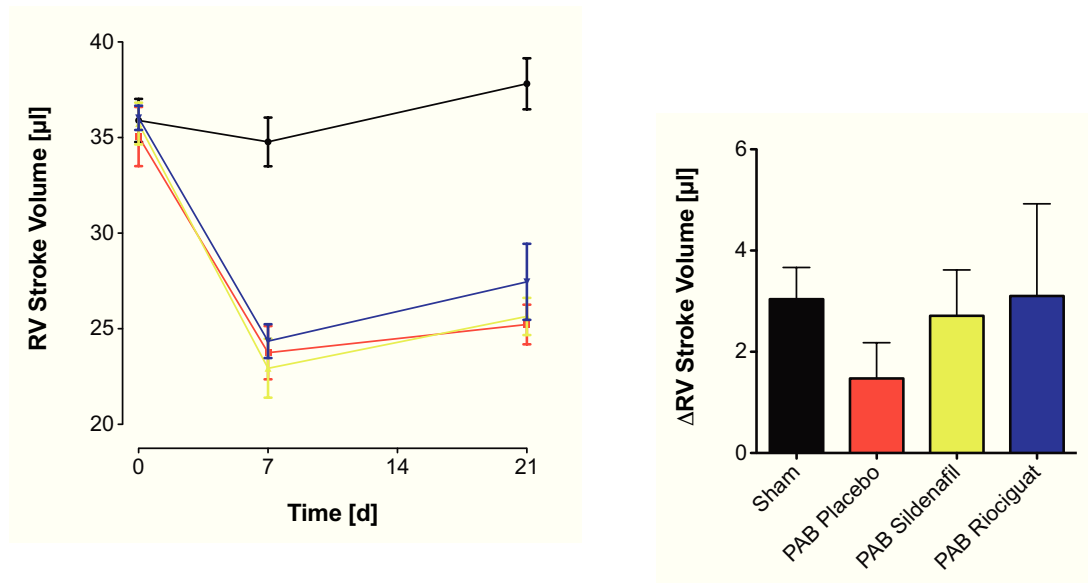 40
35
30
25
20
RV Stroke Volume [µl]
0 7 14 21
Time [d]
6
4
2
0
ΔRV Stroke Volume [µl]
Sham
PAB Placebo
PAB Sildenafil
PAB Riociguat